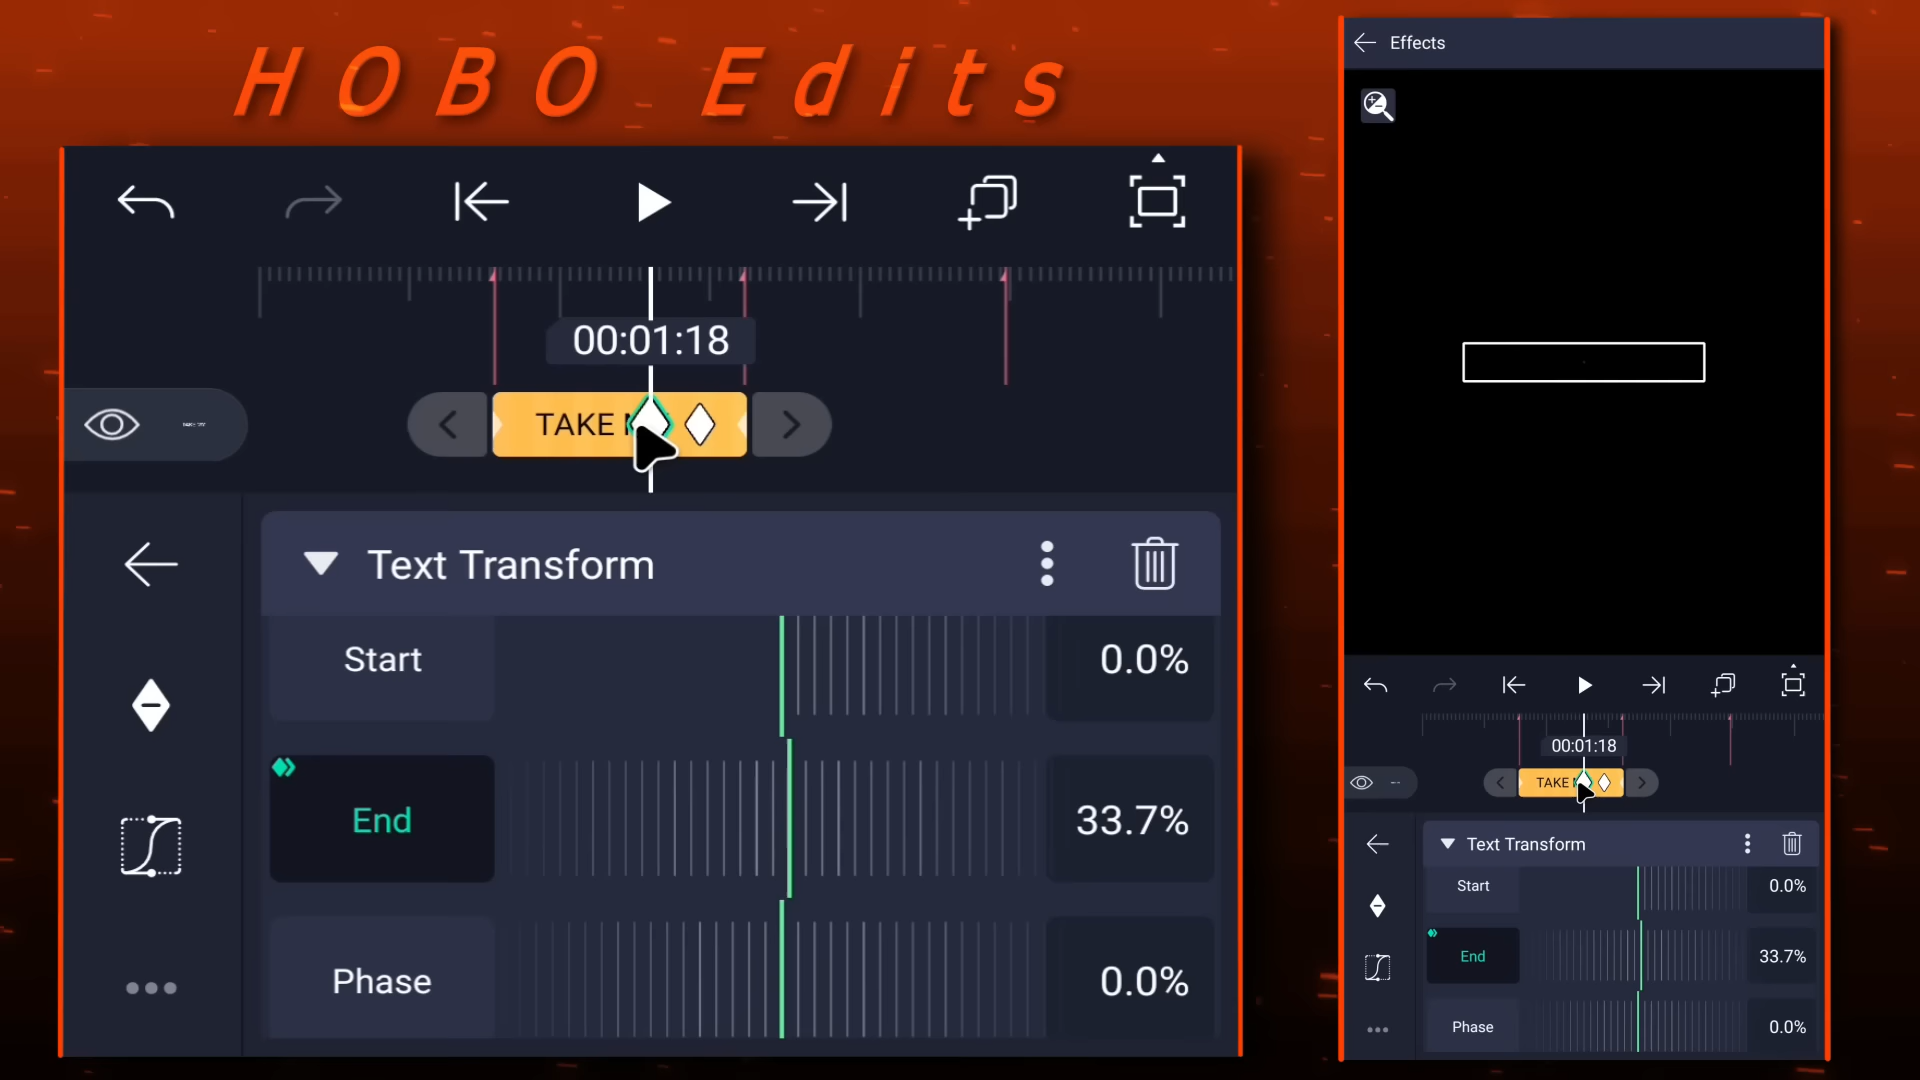 HOBO Edits
00:01:18
TAKE
Text Transform
Start
0.0%
End
33.7%
Phase
0.0%
Effects
00:01:18
TAKE
Text Transform
Start
0.0%
End
33.7%
Phase
0.0%